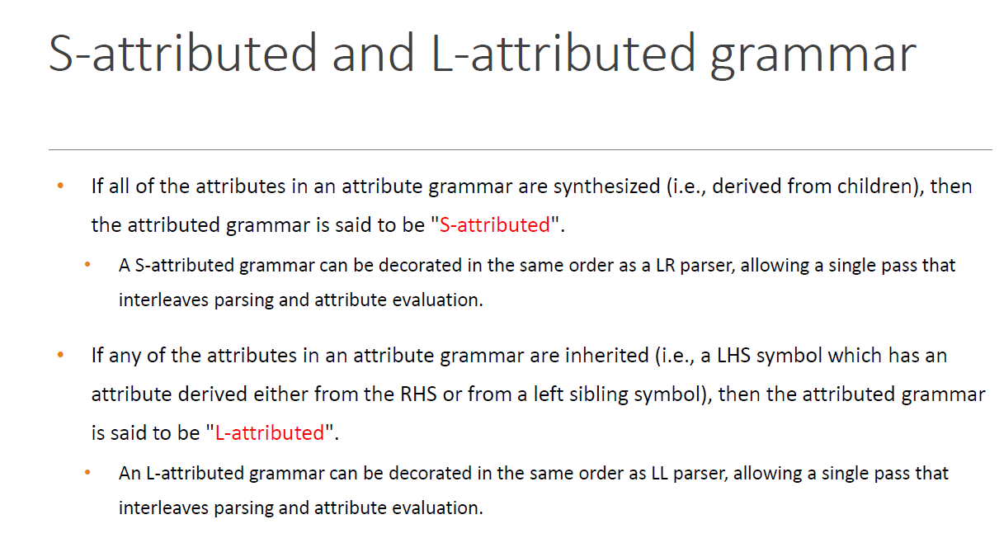 S-attributed and L-attributed grammar
• If all of the attributes in an attribute grammar are synthesized (i.e., derived from children), then
the attributed grammar is said to be "S-attributed".
• A S-attributed grammar can be decorated in the same order as a LR parser, allowing a single pass that
interleaves parsing and attribute evaluation.
• If any of the attributes in an attribute grammar are inherited (i.e., a LHS symbol which has an
attribute derived either from the RHS or from a left sibling symbol), then the attributed grammar
is said to be "L-attributed".
• An L-attributed grammar can be decorated in the same order as LL parser, allowing a single pass that
interleaves parsing and attribute evaluation.